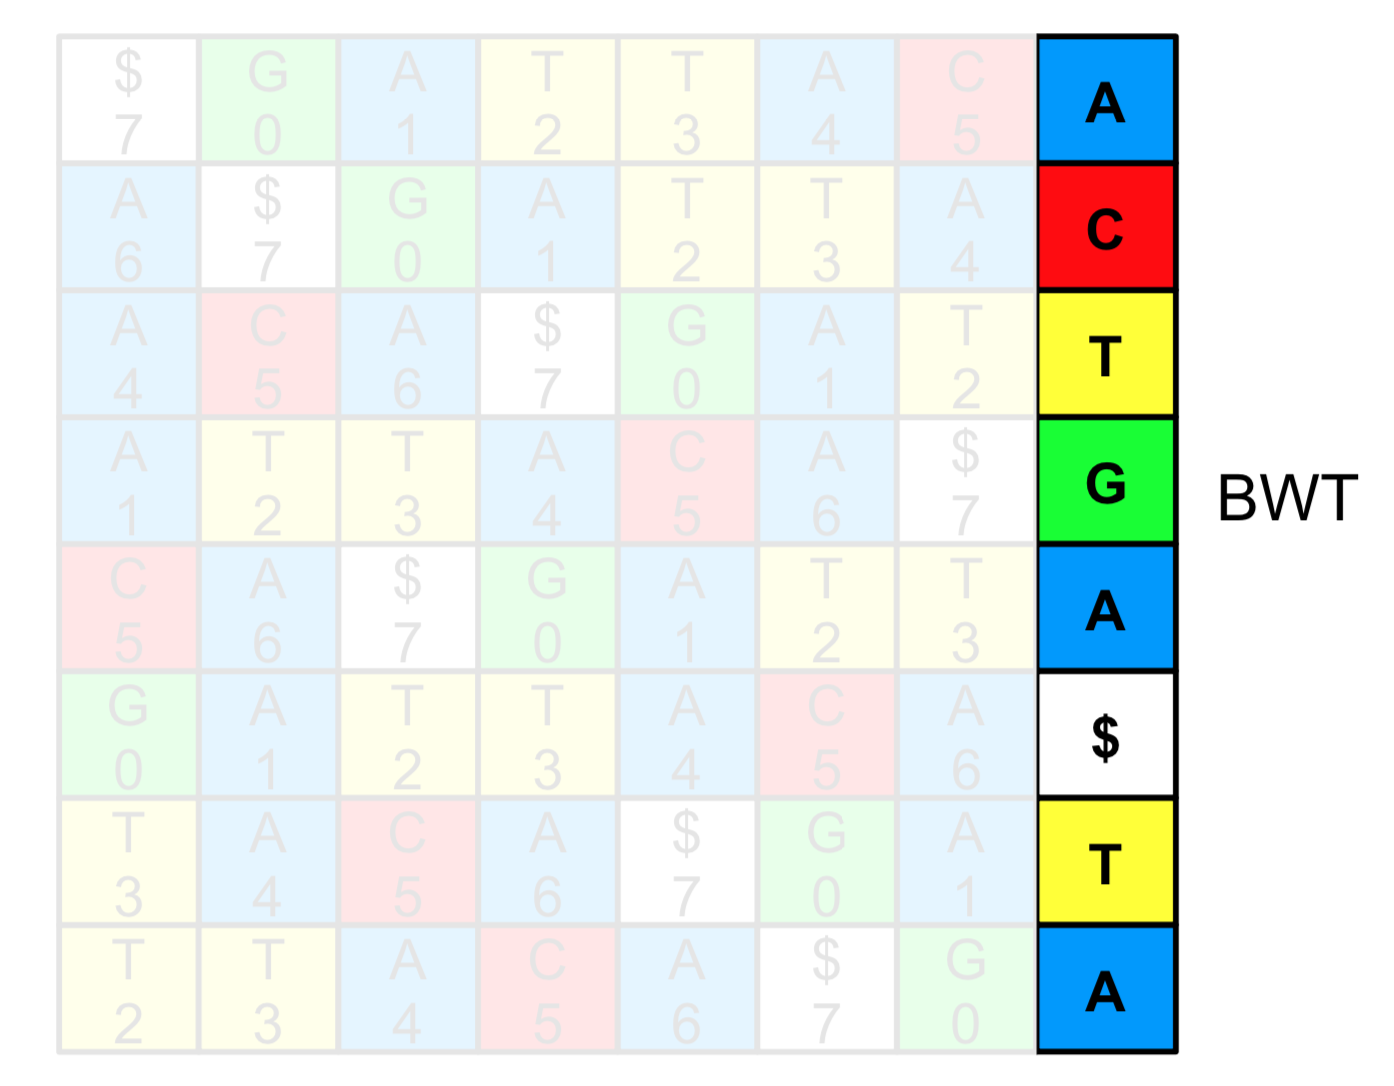 $ G A T T A C A
7 0 1 2 3 4 5
A $ G A T T A C
6 7 0 1 2 3 4
A C A $ G A T T
4 5 6 7 0 1 2
A T T A C A $ G
1 2 3 4 5 6 7
BWT
C A $ G A T T A
5 6 7 0 1 2 3
G A T T A C A $
0 1 2 3 4 5 6
T A C A $ G A T
3 4 5 6 7 0 1
T T A C A $ G A
2 3 4 5 6 7 0